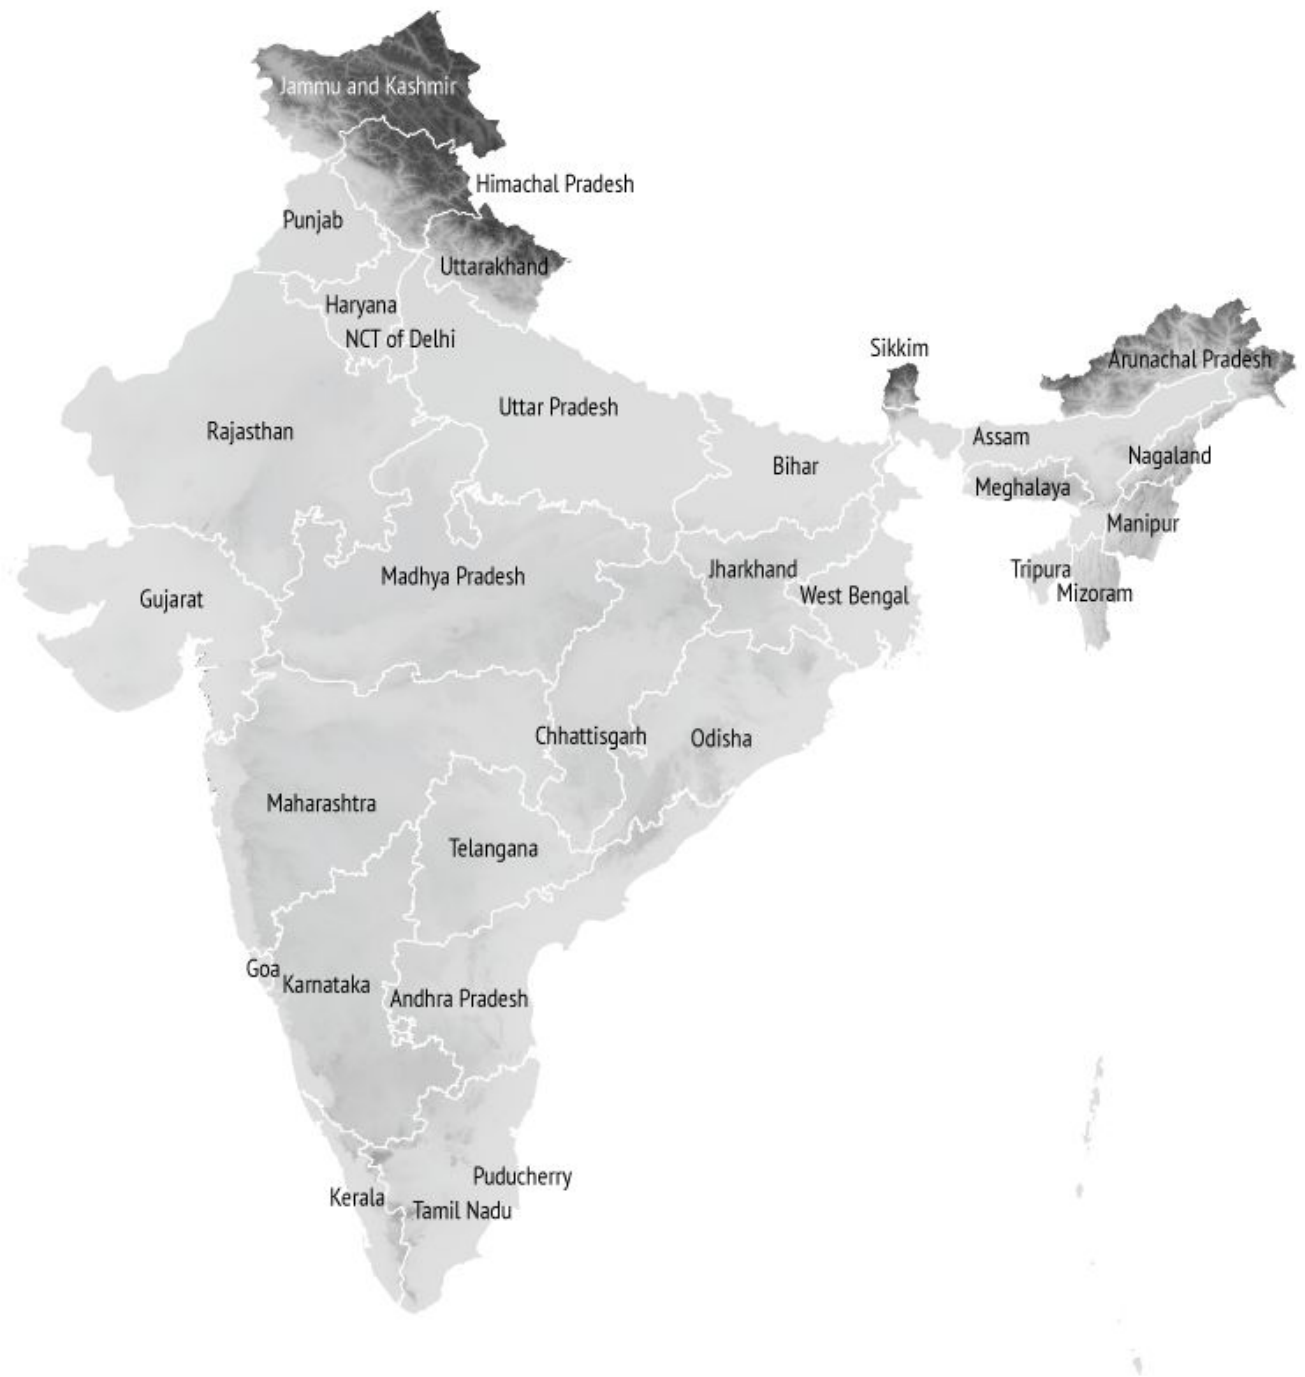 Jammu and Kashmir
Himachal Pradesh
Punjab
Uttarakhand
Haryana
NCT of Delhi
Sikkim
Arunachal Pradesh
Uttar Pradesh
Rajasthan
Assam
Nagaland
Bihar
Meghalaya
Manipur
Jharkhand
Tripura
Madhya Pradesh
Mizoram
West Bengal
Gujarat
Chhattisgarh
Odisha
Maharashtra
Telangana
Goa
Karnataka
Andhra Pradesh
Puducherry
Kerala
Tamil Nadu